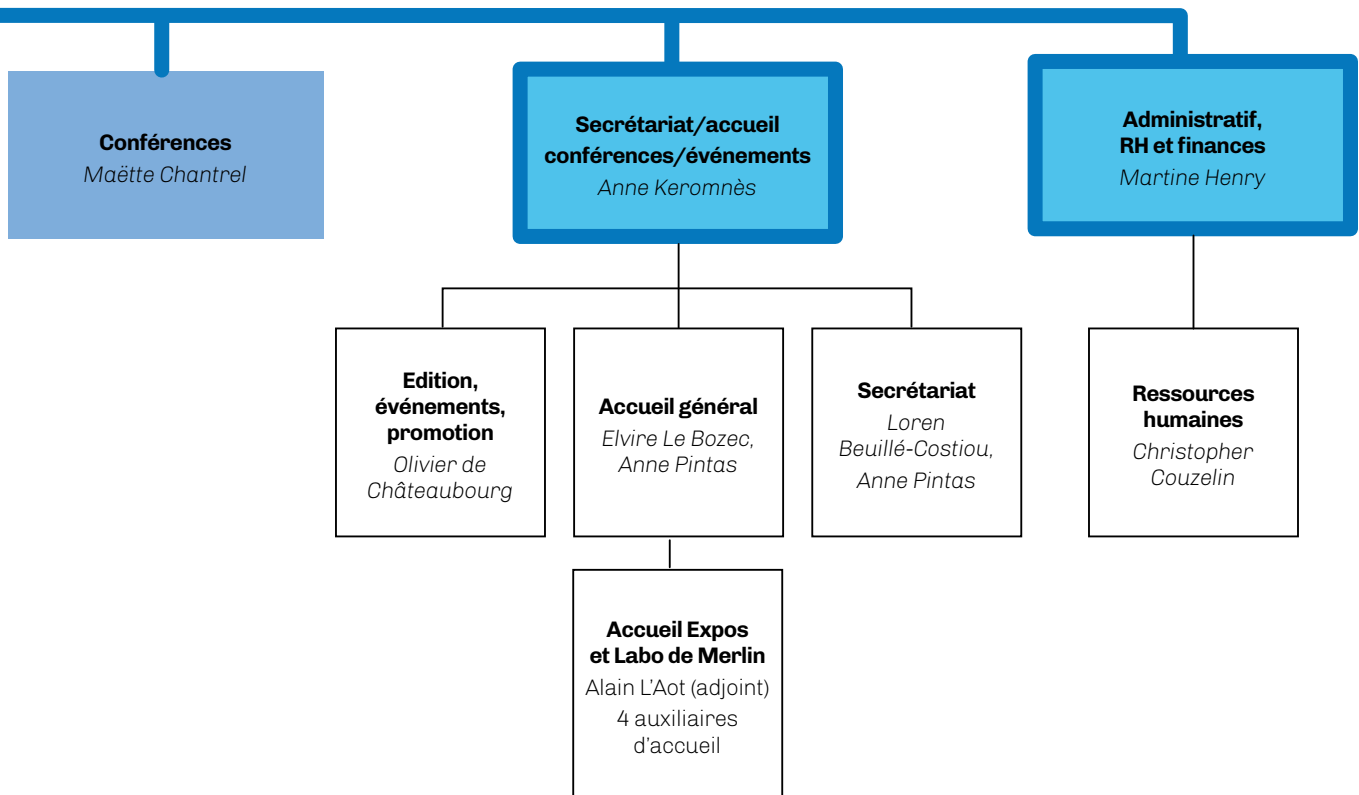 Conférences
Maëtte Chantrel
Secrétariat/accueil
conférences/événements
Anne Keromnès
Administratif,
RH et finances
Martine Henry
Edition,
événements,
promotion
Olivier de
Châteaubourg
Accueil général
Elvire Le Bozec,
Anne Pintas
Secrétariat
Loren
Beuillé-Costiou,
Anne Pintas
Ressources
humaines
Christopher
Couzelin
Accueil Expos
et Labo de Merlin
Alain L'Aot (adjoint)
4 auxiliaires
d'accueil